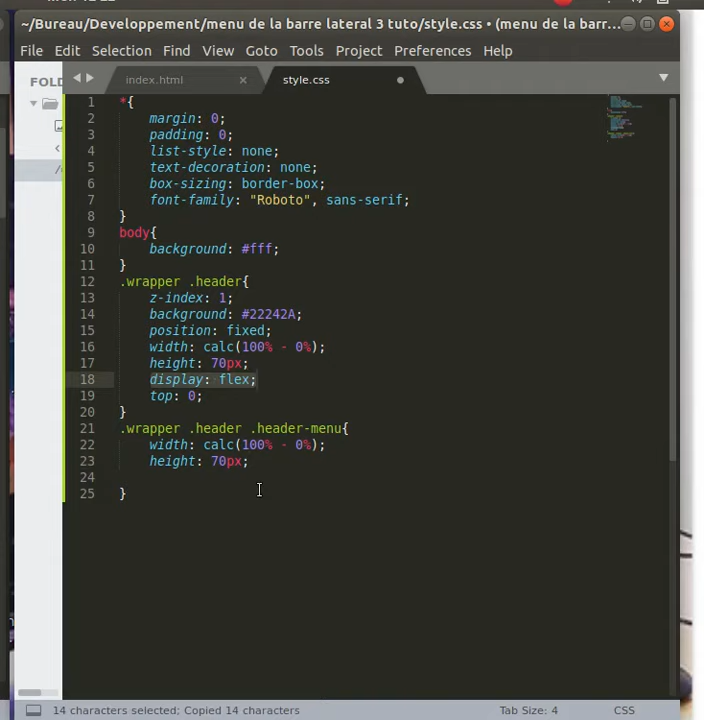 ~/Bureau/Developpement/menu de la barre lateral 3 tuto/style.css • (menu de la barr...
File Edit Selection Find View Goto Tools Project Preferences Help
FOLD
index.html ×
style.css
1 *{
2 margin: 0;
3 padding: 0;
4 list-style: none;
5 text-decoration: none;
6 box-sizing: border-box;
7 font-family: "Roboto", sans-serif;
8 }
9 body{
10 background: #fff;
11 }
12 .wrapper .header{
13 z-index: 1;
14 background: #22242A;
15 position: fixed;
16 width: calc(100% - 0%);
17 height: 70px;
18 display: flex;
19 top: 0;
20 }
21 .wrapper .header .header-menu{
22 width: calc(100% - 0%);
23 height: 70px;
24
25 }
14 characters selected; Copied 14 characters
Tab Size: 4
CSS